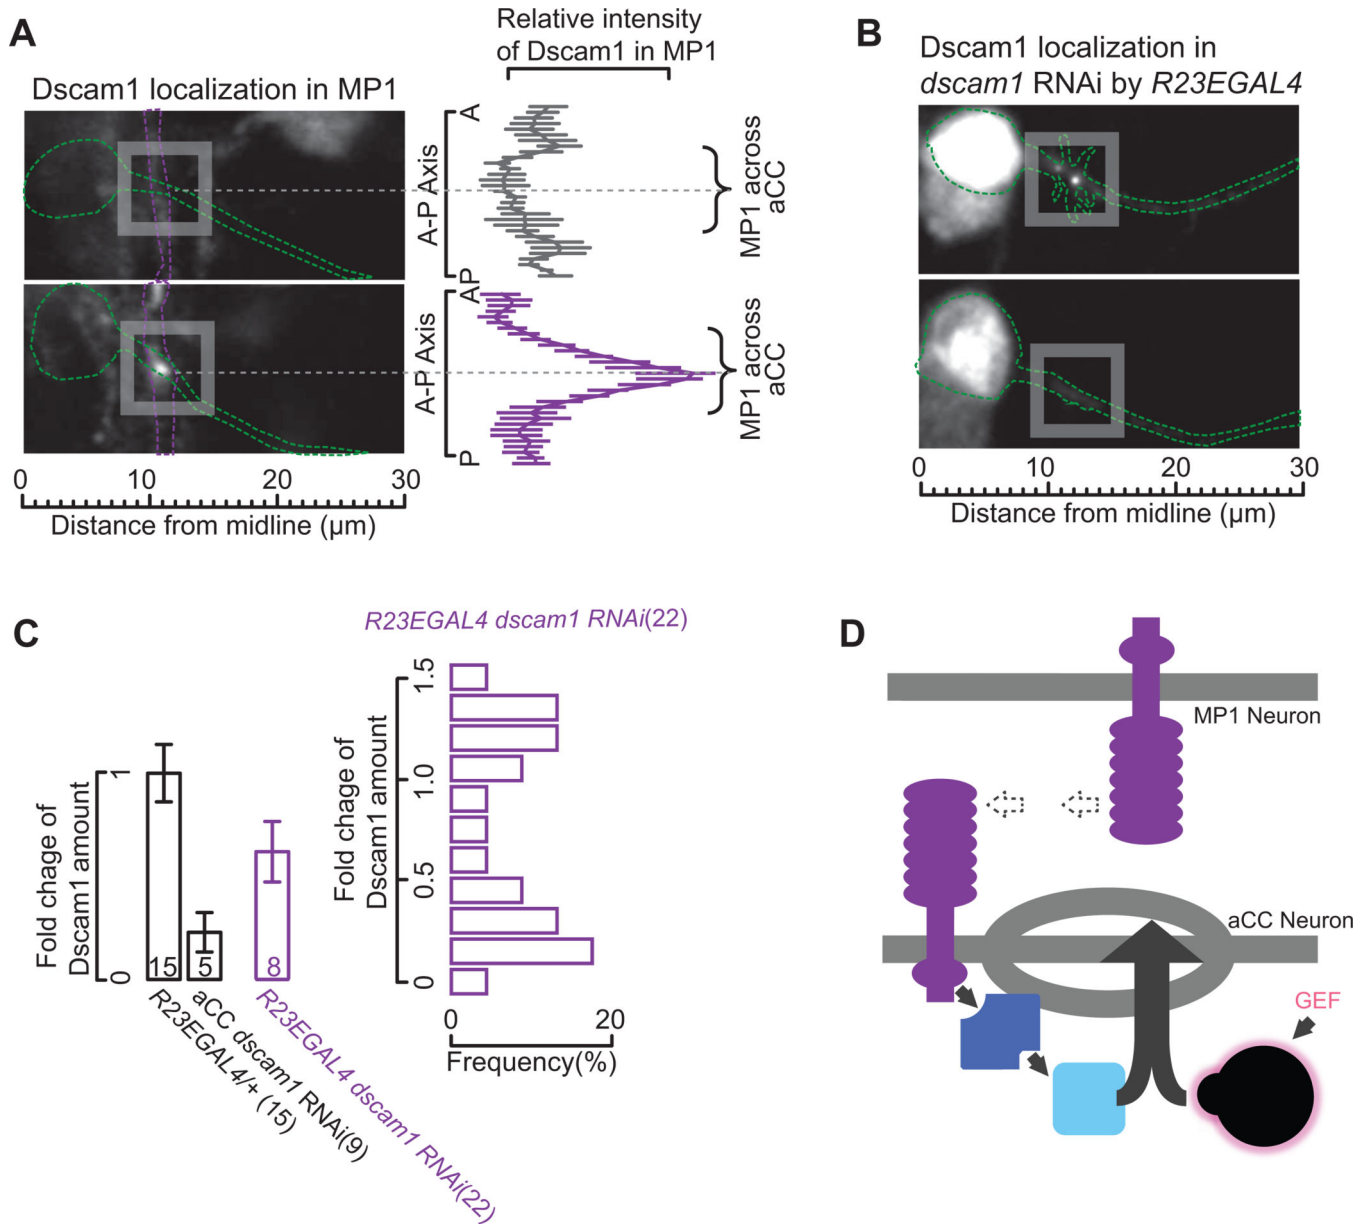 A
Relative intensity
of Dscam1 in MP1
Dscam1 localization in MP1
A
A-P Axis
P
MP1 across
aCC
A
A-P Axis
P
MP1 across
aCC
0 10 20 30
Distance from midline (µm)
B
Dscam1 localization in
dscam1 RNAi by R23EGAL4
0 10 20 30
Distance from midline (µm)
C
Fold chage of
Dscam1 amount
0 1
15 5 8
R23EGAL4/+ (15)
aCC dscam1 RNAi(9)
R23EGAL4 dscam1 RNAi(22)
R23EGAL4 dscam1 RNAi(22)
Fold chage of
Dscam1 amount
0 0.5 1.0 1.5
0 20
Frequency(%)
D
MP1 Neuron
aCC Neuron
GEF